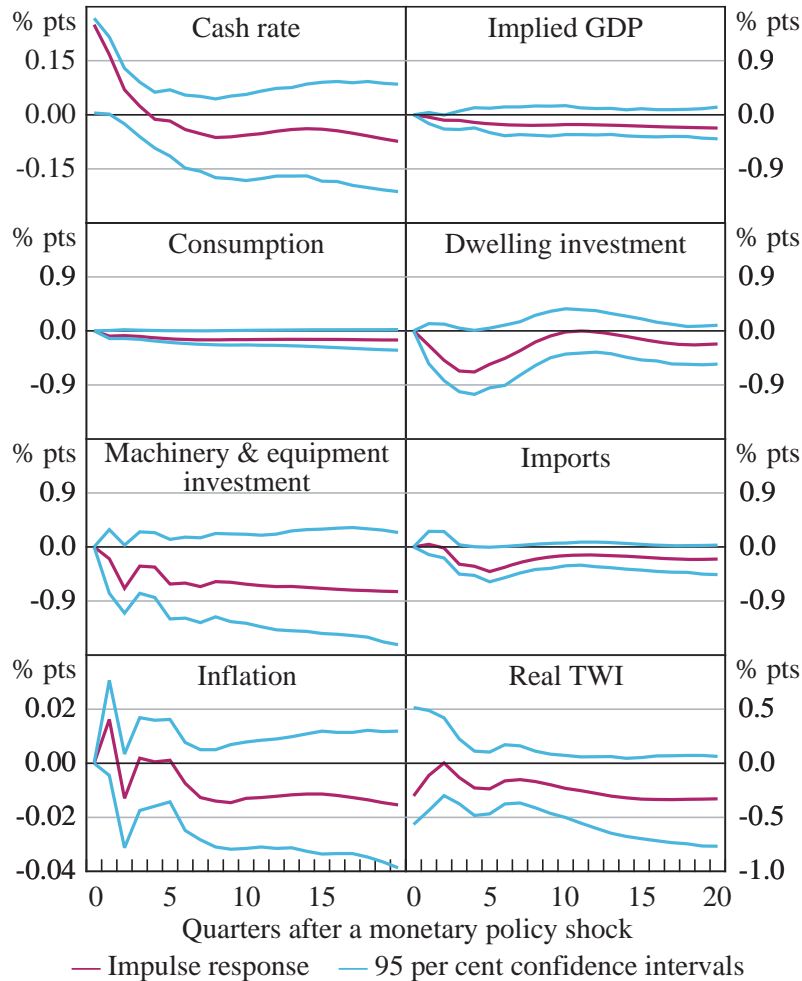 % pts Cash rate Implied GDP % pts
0.15 0.9
0.00 0.0
-0.15 -0.9
% pts Consumption Dwelling investment % pts
0.9 0.9
0.0 0.0
-0.9 -0.9
% pts Machinery & equipment Imports % pts
investment
0.9 0.9
0.0 0.0
-0.9 -0.9
% pts Inflation Real TWI % pts
0.02 0.5
0.00 0.0
-0.02 -0.5
-0.04 -1.0
0 5 10 15 0 5 10 15 20
Quarters after a monetary policy shock
Impulse response 95 per cent confidence intervals